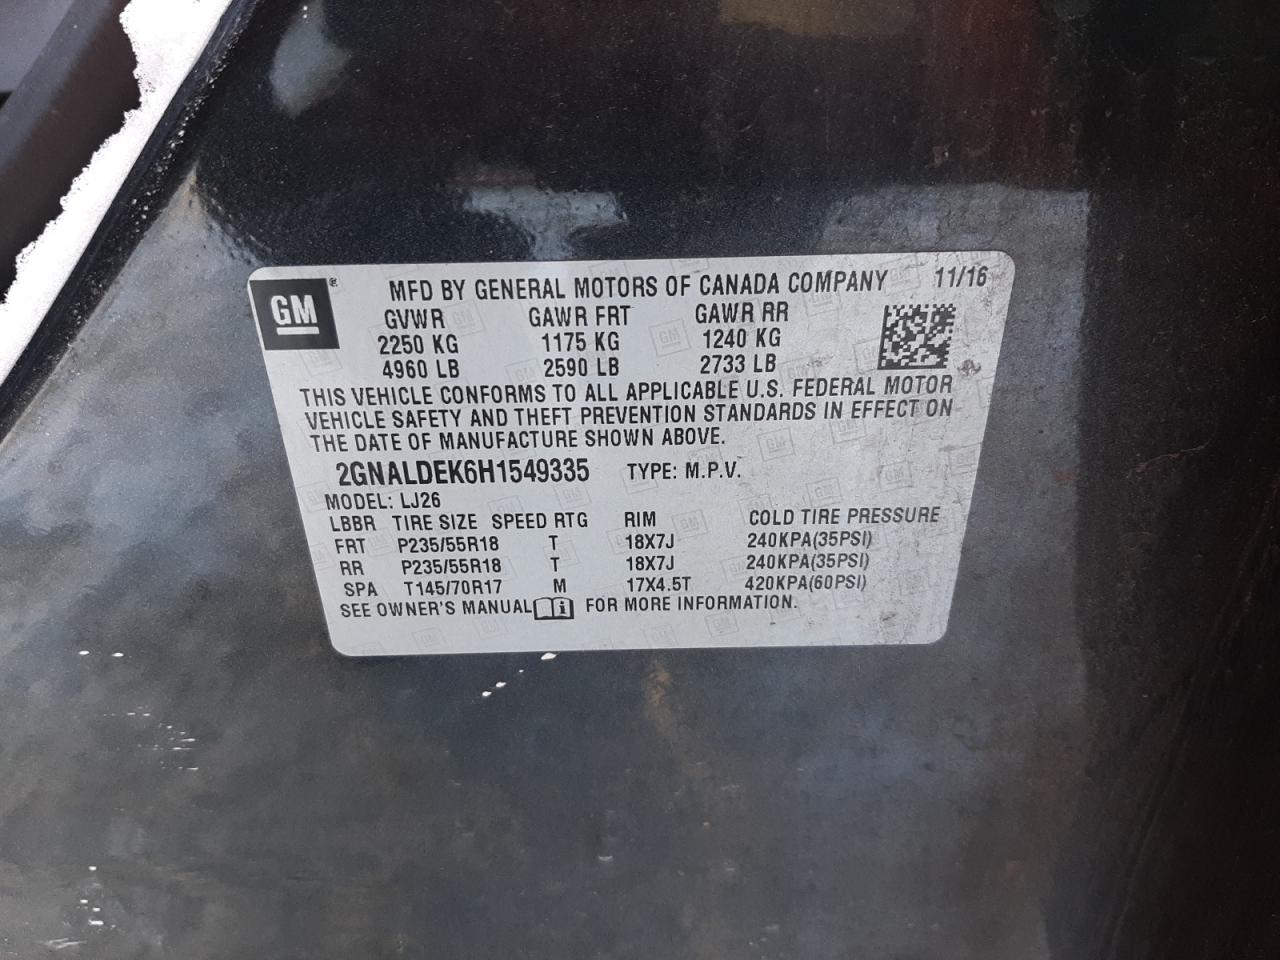 GM ® MFD BY GENERAL MOTORS OF CANADA COMPANY 11/16
GVWR GAWR FRT GAWR RR
2250 KG 1175 KG 1240 KG
4960 LB 2590 LB 2733 LB
THIS VEHICLE CONFORMS TO ALL APPLICABLE U.S. FEDERAL MOTOR
VEHICLE SAFETY AND THEFT PREVENTION STANDARDS IN EFFECT ON
THE DATE OF MANUFACTURE SHOWN ABOVE.
2GNALDEK6H1549335 TYPE: M.P.V.
MODEL: LJ26
LBBR TIRE SIZE SPEED RTG RIM COLD TIRE PRESSURE
FRT P235/55R18 T 18X7J 240KPA(35PSI)
RR P235/55R18 T 18X7J 240KPA(35PSI)
SPA T145/70R17 M 17X4.5T 420KPA(60PSI)
SEE OWNER'S MANUAL i FOR MORE INFORMATION.